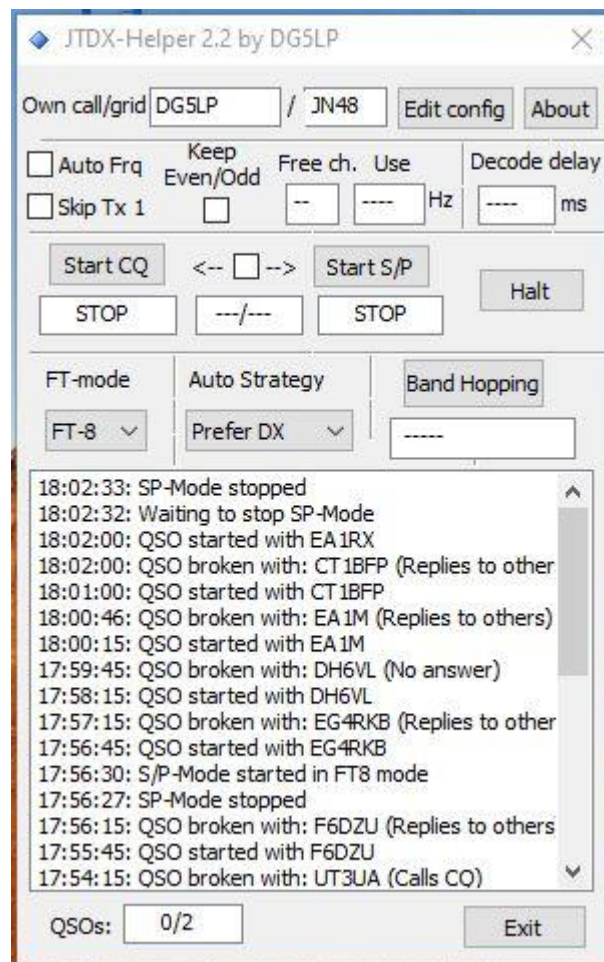 JTDX-Helper 2.2 by DG5LP
Own call/grid DG5LP / JN48 Edit config About
Auto Frq Keep Even/Odd Free ch. Use Decode delay
Skip Tx 1 -- ---- Hz ---- ms
Start CQ <-- --> Start S/P Halt
STOP ---/--- STOP
FT-mode Auto Strategy Band Hopping
FT-8 Prefer DX -----
18:02:33: SP-Mode stopped
18:02:32: Waiting to stop SP-Mode
18:02:00: QSO started with EA1RX
18:02:00: QSO broken with: CT1BFP (Replies to other
18:01:00: QSO started with CT1BFP
18:00:46: QSO broken with: EA1M (Replies to others)
18:00:15: QSO started with EA1M
17:59:45: QSO broken with: DH6VL (No answer)
17:58:15: QSO started with DH6VL
17:57:15: QSO broken with: EG4RKB (Replies to other
17:56:45: QSO started with EG4RKB
17:56:30: S/P-Mode started in FT8 mode
17:56:27: SP-Mode stopped
17:56:15: QSO broken with: F6DZU (Replies to others
17:55:45: QSO started with F6DZU
17:54:15: QSO broken with: UT3UA (Calls CQ)
QSOs: 0/2 Exit